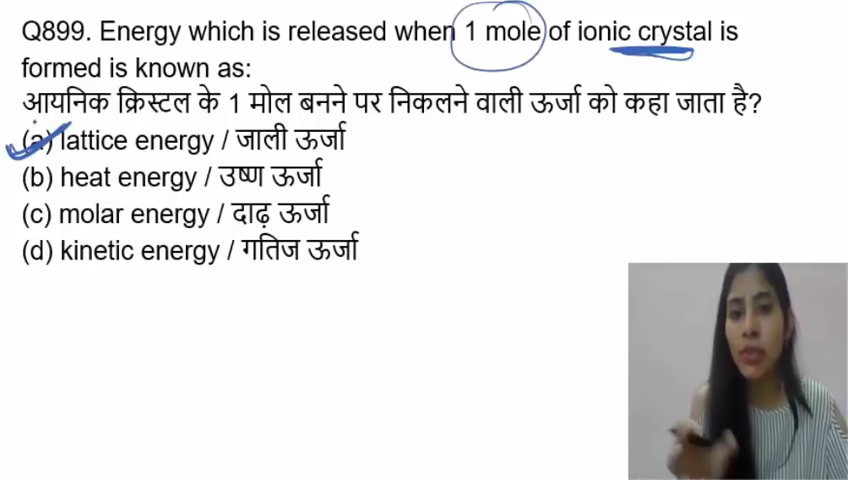 Q899. Energy which is released when 1 mole of ionic crystal is
formed is known as:
आयनिक क्रिस्टल के 1 मोल बनने पर निकलने वाली ऊर्जा को कहा जाता है?
(a) lattice energy / जाली ऊर्जा
(b) heat energy / उष्ण ऊर्जा
(c) molar energy / दाढ़ ऊर्जा
(d) kinetic energy / गतिज ऊर्जा